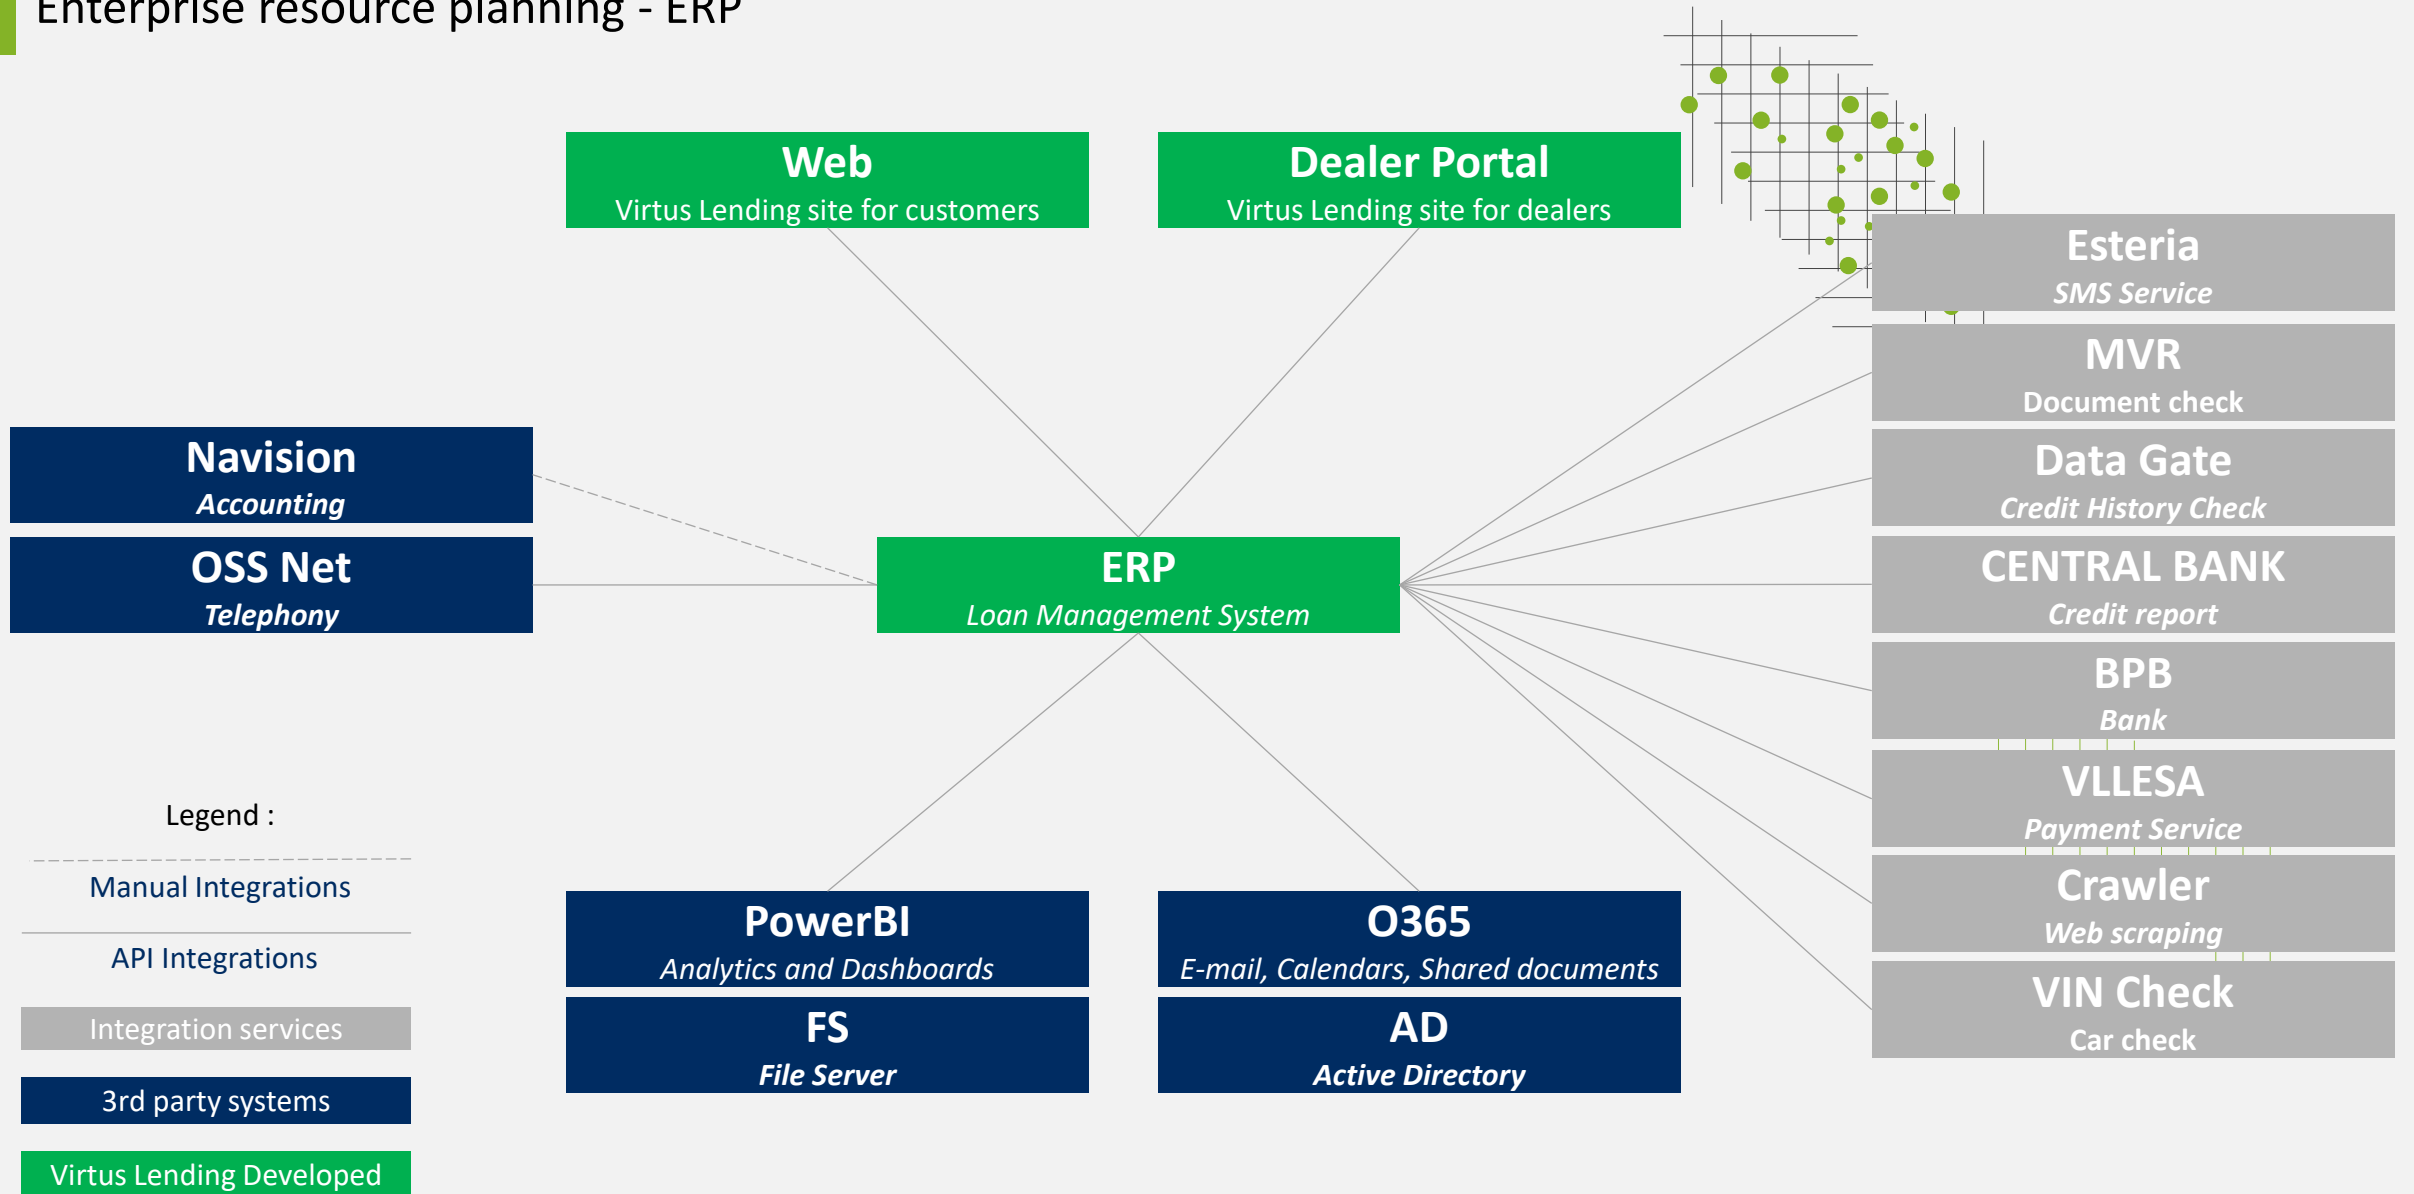 Enterprise resource planning - ERP
Web
Virtus Lending site for customers
Dealer Portal
Virtus Lending site for dealers
Esteria
SMS Service
MVR
Document check
Data Gate
Credit History Check
CENTRAL BANK
Credit report
BPB
Bank
VLLESA
Payment Service
Crawler
Web scraping
VIN Check
Car check
Navision
Accounting
OSS Net
Telephony
ERP
Loan Management System
PowerBI
Analytics and Dashboards
FS
File Server
O365
E-mail, Calendars, Shared documents
AD
Active Directory
Legend :
Manual Integrations
API Integrations
Integration services
3rd party systems
Virtus Lending Developed